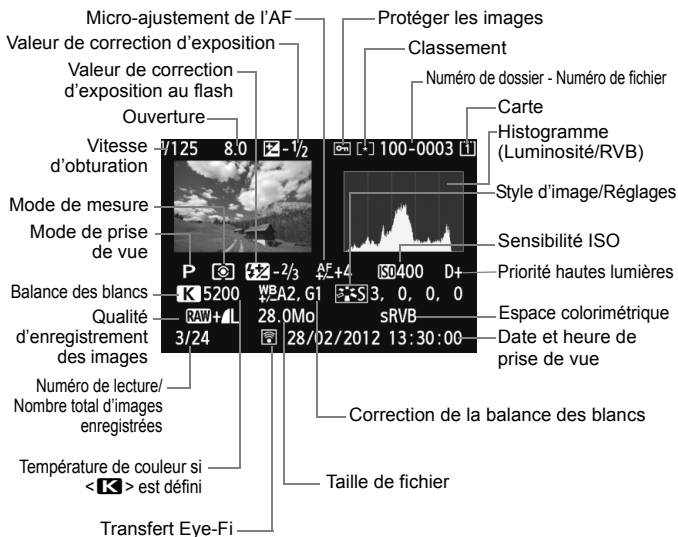 Micro-ajustement de l'AF
Protéger les images
Valeur de correction d'exposition
Classement
Valeur de correction
d'exposition au flash
Numéro de dossier - Numéro de fichier
Ouverture
Carte
Vitesse
d'obturation
Histogramme
(Luminosité/RVB)
/125 8.0 -1/2 100-0003 1
Mode de mesure
Style d'image/Réglages
Mode de prise
de vue
Sensibilité ISO
P -2/3 AF+4 ISO400 D+
Priorité hautes lumières
Balance des blancs
K 5200 WB A2, G1 S 3, 0, 0, 0
Qualité
d'enregistrement
des images
RAW+L 28.0Mo sRVB
Espace colorimétrique
3/24 28/02/2012 13:30:00
Date et heure de
prise de vue
Numéro de lecture/
Nombre total d'images
enregistrées
Correction de la balance des blancs
Température de couleur si
< K > est défini
Taille de fichier
Transfert Eye-Fi